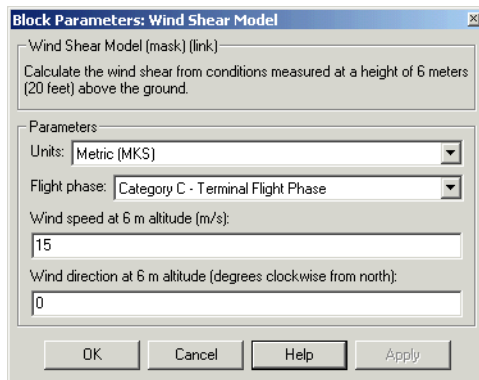 Block Parameters: Wind Shear Model
Wind Shear Model (mask) (link)
Calculate the wind shear from conditions measured at a height of 6 meters
(20 feet) above the ground.
Parameters
Units: Metric (MKS)
Flight phase: Category C - Terminal Flight Phase
Wind speed at 6 m altitude (m/s):
15
Wind direction at 6 m altitude (degrees clockwise from north):
0
OK Cancel Help Apply